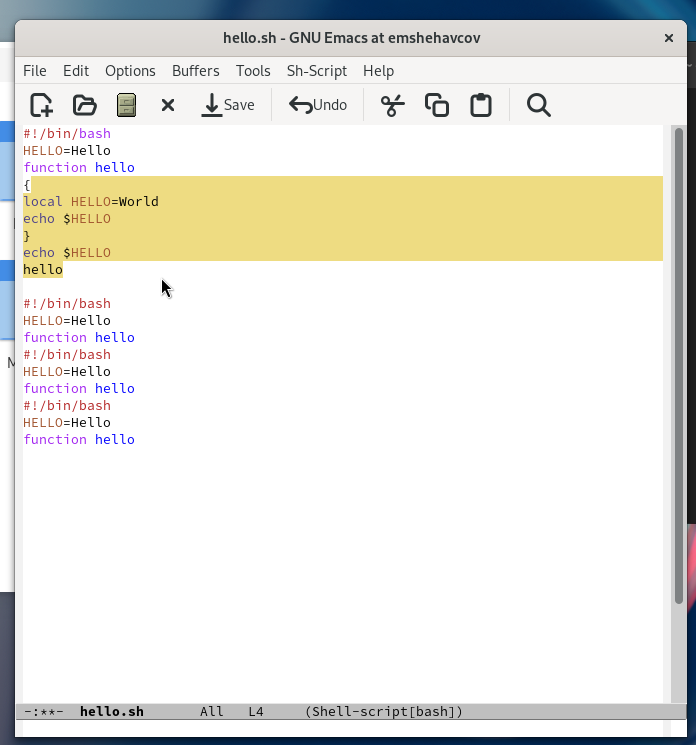 hello.sh - GNU Emacs at emshehavcov
File Edit Options Buffers Tools Sh-Script Help
Save Undo
#!/bin/bash
HELLO=Hello
function hello
{
local HELLO=World
echo $HELLO
}
echo $HELLO
hello
#!/bin/bash
HELLO=Hello
function hello
#!/bin/bash
HELLO=Hello
function hello
#!/bin/bash
HELLO=Hello
function hello
-:**- hello.sh All L4 (Shell-script[bash])